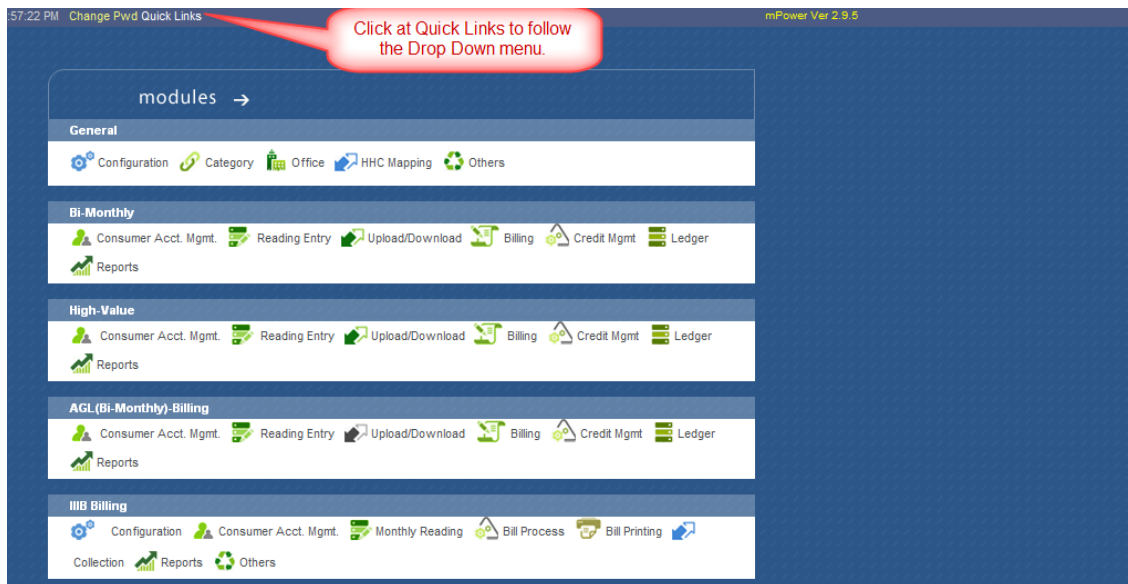 :57:22 PM Change Pwd Quick Links
mPower Ver 2.9.5
Click at Quick Links to follow
the Drop Down menu.
modules →
General
Configuration Category Office HHC Mapping Others
Bi-Monthly
Consumer Acct. Mgmt. Reading Entry Upload/Download Billing Credit Mgmt Ledger
Reports
High-Value
Consumer Acct. Mgmt. Reading Entry Upload/Download Billing Credit Mgmt Ledger
Reports
AGL(Bi-Monthly)-Billing
Consumer Acct. Mgmt. Reading Entry Upload/Download Billing Credit Mgmt Ledger
Reports
IIIB Billing
Configuration Consumer Acct. Mgmt. Monthly Reading Bill Process Bill Printing
Collection Reports Others